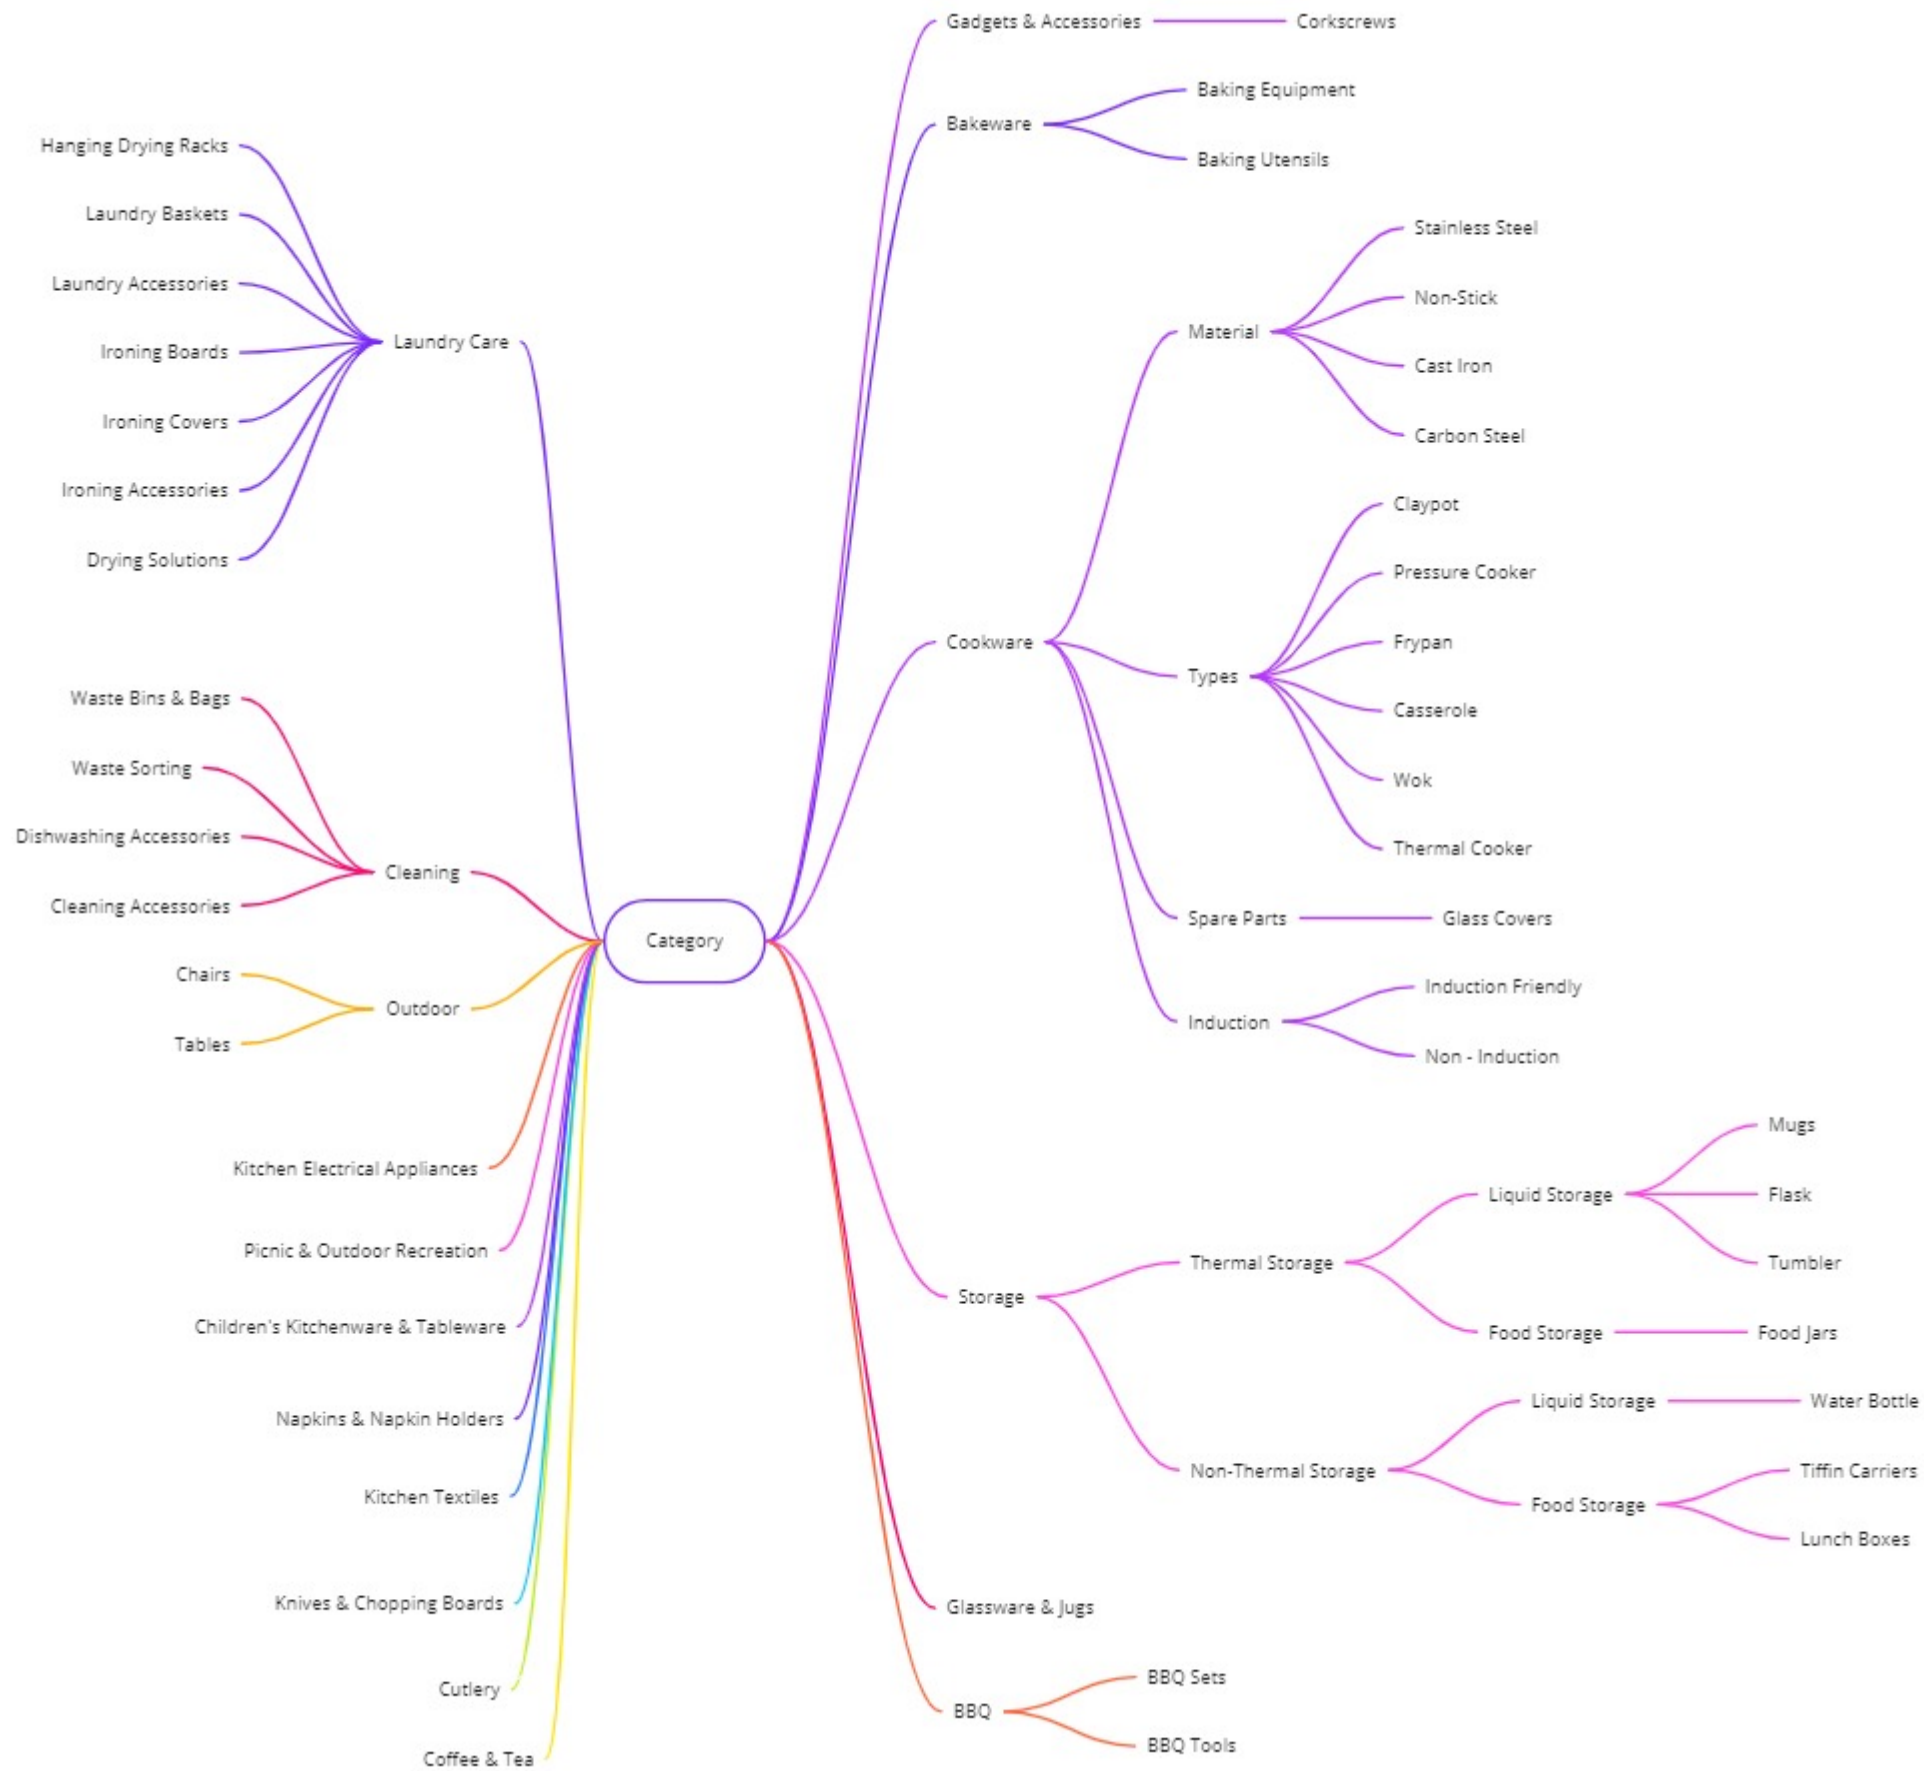 Category
Gadgets & Accessories
Corkscrews
Bakeware
Baking Equipment
Baking Utensils
Cookware
Material
Stainless Steel
Non-Stick
Cast Iron
Carbon Steel
Types
Claypot
Pressure Cooker
Frypan
Casserole
Wok
Thermal Cooker
Spare Parts
Glass Covers
Induction
Induction Friendly
Non - Induction
Storage
Thermal Storage
Liquid Storage
Mugs
Flask
Tumbler
Food Storage
Food Jars
Non-Thermal Storage
Liquid Storage
Water Bottle
Food Storage
Tiffin Carriers
Lunch Boxes
Glassware & Jugs
BBQ
BBQ Sets
BBQ Tools
Laundry Care
Hanging Drying Racks
Laundry Baskets
Laundry Accessories
Ironing Boards
Ironing Covers
Ironing Accessories
Drying Solutions
Cleaning
Waste Bins & Bags
Waste Sorting
Dishwashing Accessories
Cleaning Accessories
Outdoor
Chairs
Tables
Kitchen Electrical Appliances
Picnic & Outdoor Recreation
Children's Kitchenware & Tableware
Napkins & Napkin Holders
Kitchen Textiles
Knives & Chopping Boards
Cutlery
Coffee & Tea